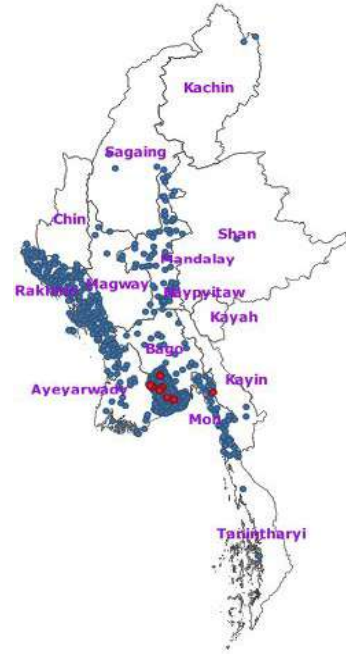 Kachin
Sagaing
Chin
Shan
Mandalay
Magway
Rakhine
Naypyitaw
Kayah
Bago
Kayin
Ayeyarwady
Mon
Tanintharyi